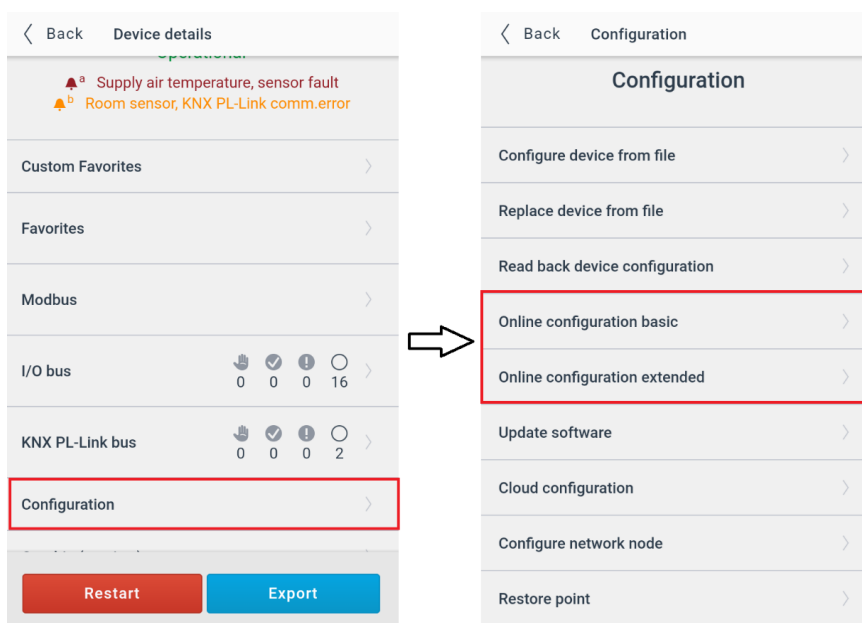 Back Device details
Operational
a Supply air temperature, sensor fault
b Room sensor, KNX PL-Link comm.error
Custom Favorites
Favorites
Modbus
I/O bus
0 0 0 16
KNX PL-Link bus
0 0 0 2
Configuration
Restart Export
Back Configuration
Configuration
Configure device from file
Replace device from file
Read back device configuration
Online configuration basic
Online configuration extended
Update software
Cloud configuration
Configure network node
Restore point